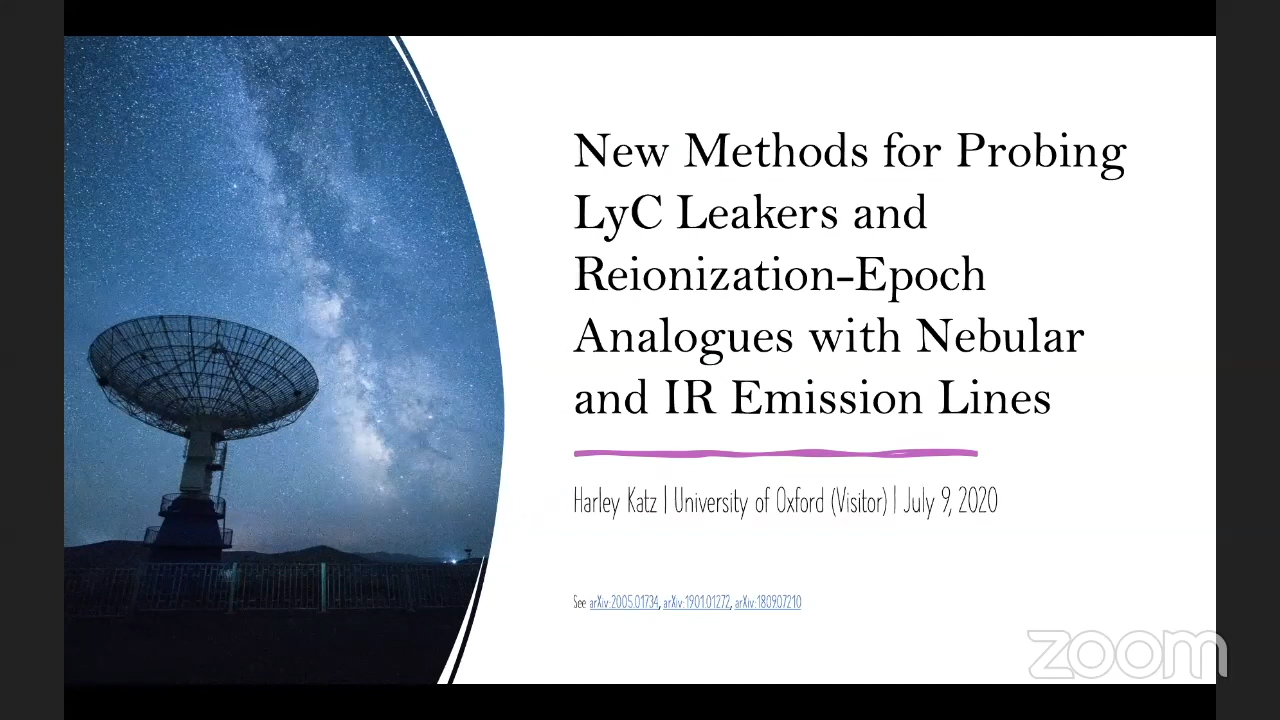 New Methods for Probing
LyC Leakers and
Reionization-Epoch
Analogues with Nebular
and IR Emission Lines
Harley Katz | University of Oxford (Visitor) | July 9, 2020
See arXiv:2005.01734, arXiv:1901.01272, arXiv:1809.07210
zoom